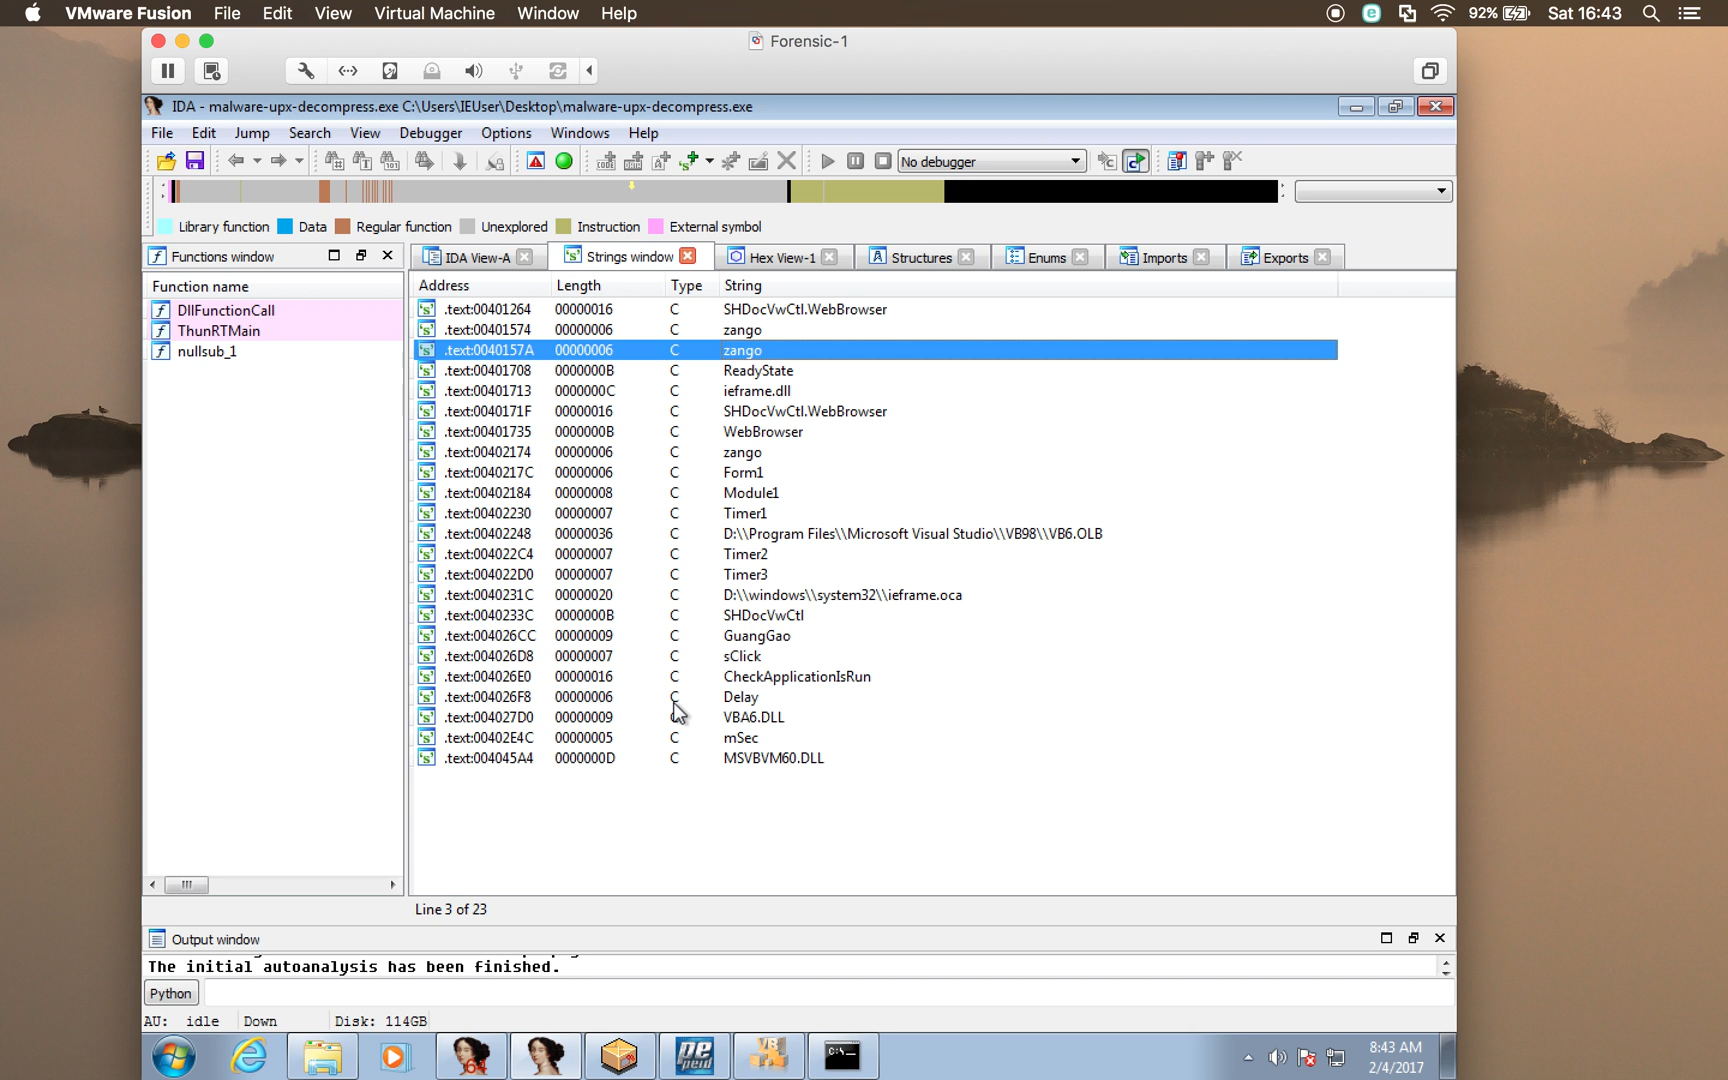 VMware Fusion File Edit View Virtual Machine Window Help 92% Sat 16:43
Forensic-1
IDA - malware-upx-decompress.exe C:\Users\IEUser\Desktop\malware-upx-decompress.exe
File Edit Jump Search View Debugger Options Windows Help
No debugger
Library function Data Regular function Unexplored Instruction External symbol
Functions window IDA View-A Strings window Hex View-1 Structures Enums Imports Exports
Function name
DllFunctionCall
ThunRTMain
nullsub_1
Address Length Type String
.text:00401264 00000016 C SHDocVwCtl.WebBrowser
.text:00401574 00000006 C zango
.text:0040157A 00000006 C zango
.text:00401708 0000000B C ReadyState
.text:00401713 0000000C C ieframe.dll
.text:0040171F 00000016 C SHDocVwCtl.WebBrowser
.text:00401735 0000000B C WebBrowser
.text:00402174 00000006 C zango
.text:0040217C 00000006 C Form1
.text:00402184 00000008 C Module1
.text:00402230 00000007 C Timer1
.text:00402248 00000036 C D:\\Program Files\\Microsoft Visual Studio\\VB98\\VB6.OLB
.text:004022C4 00000007 C Timer2
.text:004022D0 00000007 C Timer3
.text:0040231C 00000020 C D:\\windows\\system32\\ieframe.oca
.text:0040233C 0000000B C SHDocVwCtl
.text:004026CC 00000009 C GuangGao
.text:004026D8 00000007 C sClick
.text:004026E0 00000016 C CheckApplicationIsRun
.text:004026F8 00000006 C Delay
.text:004027D0 00000009 C VBA6.DLL
.text:00402E4C 00000005 C mSec
.text:004045A4 0000000D C MSVBVM60.DLL
Line 3 of 23
Output window
The initial autoanalysis has been finished.
Python
AU: idle Down Disk: 114GB
8:43 AM
2/4/2017